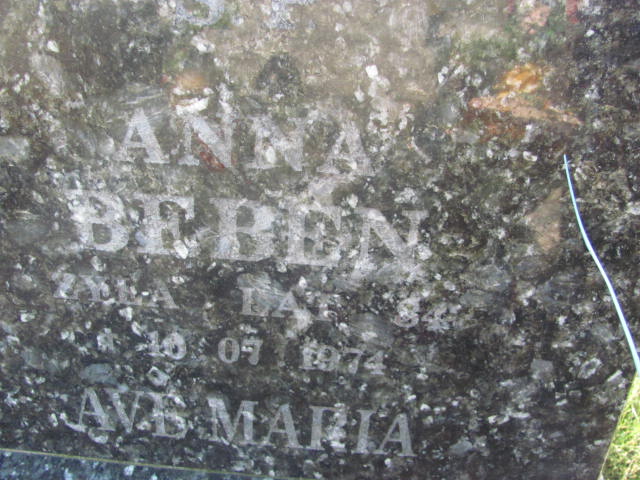 ANNA
BEBEN
ŻYŁA LAT
10 07 1974
AVE MARIA